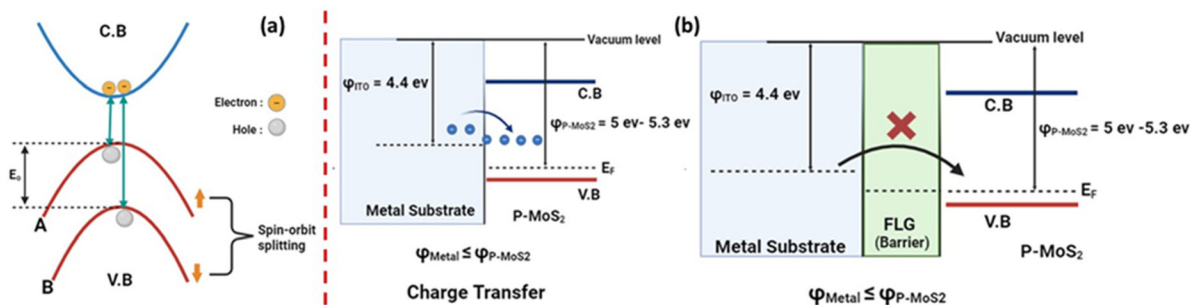 (a)
C.B
Electron :
Hole :
E₀
A
B
V.B
Spin-orbit
splitting
Vacuum level
φITO = 4.4 ev
C.B
φP-MoS2 = 5 ev- 5.3 ev
EF
V.B
Metal Substrate
P-MoS₂
φMetal ≤ φP-MoS2
Charge Transfer
(b)
Vacuum level
φITO = 4.4 ev
C.B
φP-MoS2 = 5 ev -5.3 ev
EF
V.B
FLG
(Barrier)
Metal Substrate
P-MoS₂
φMetal ≤ φP-MoS2